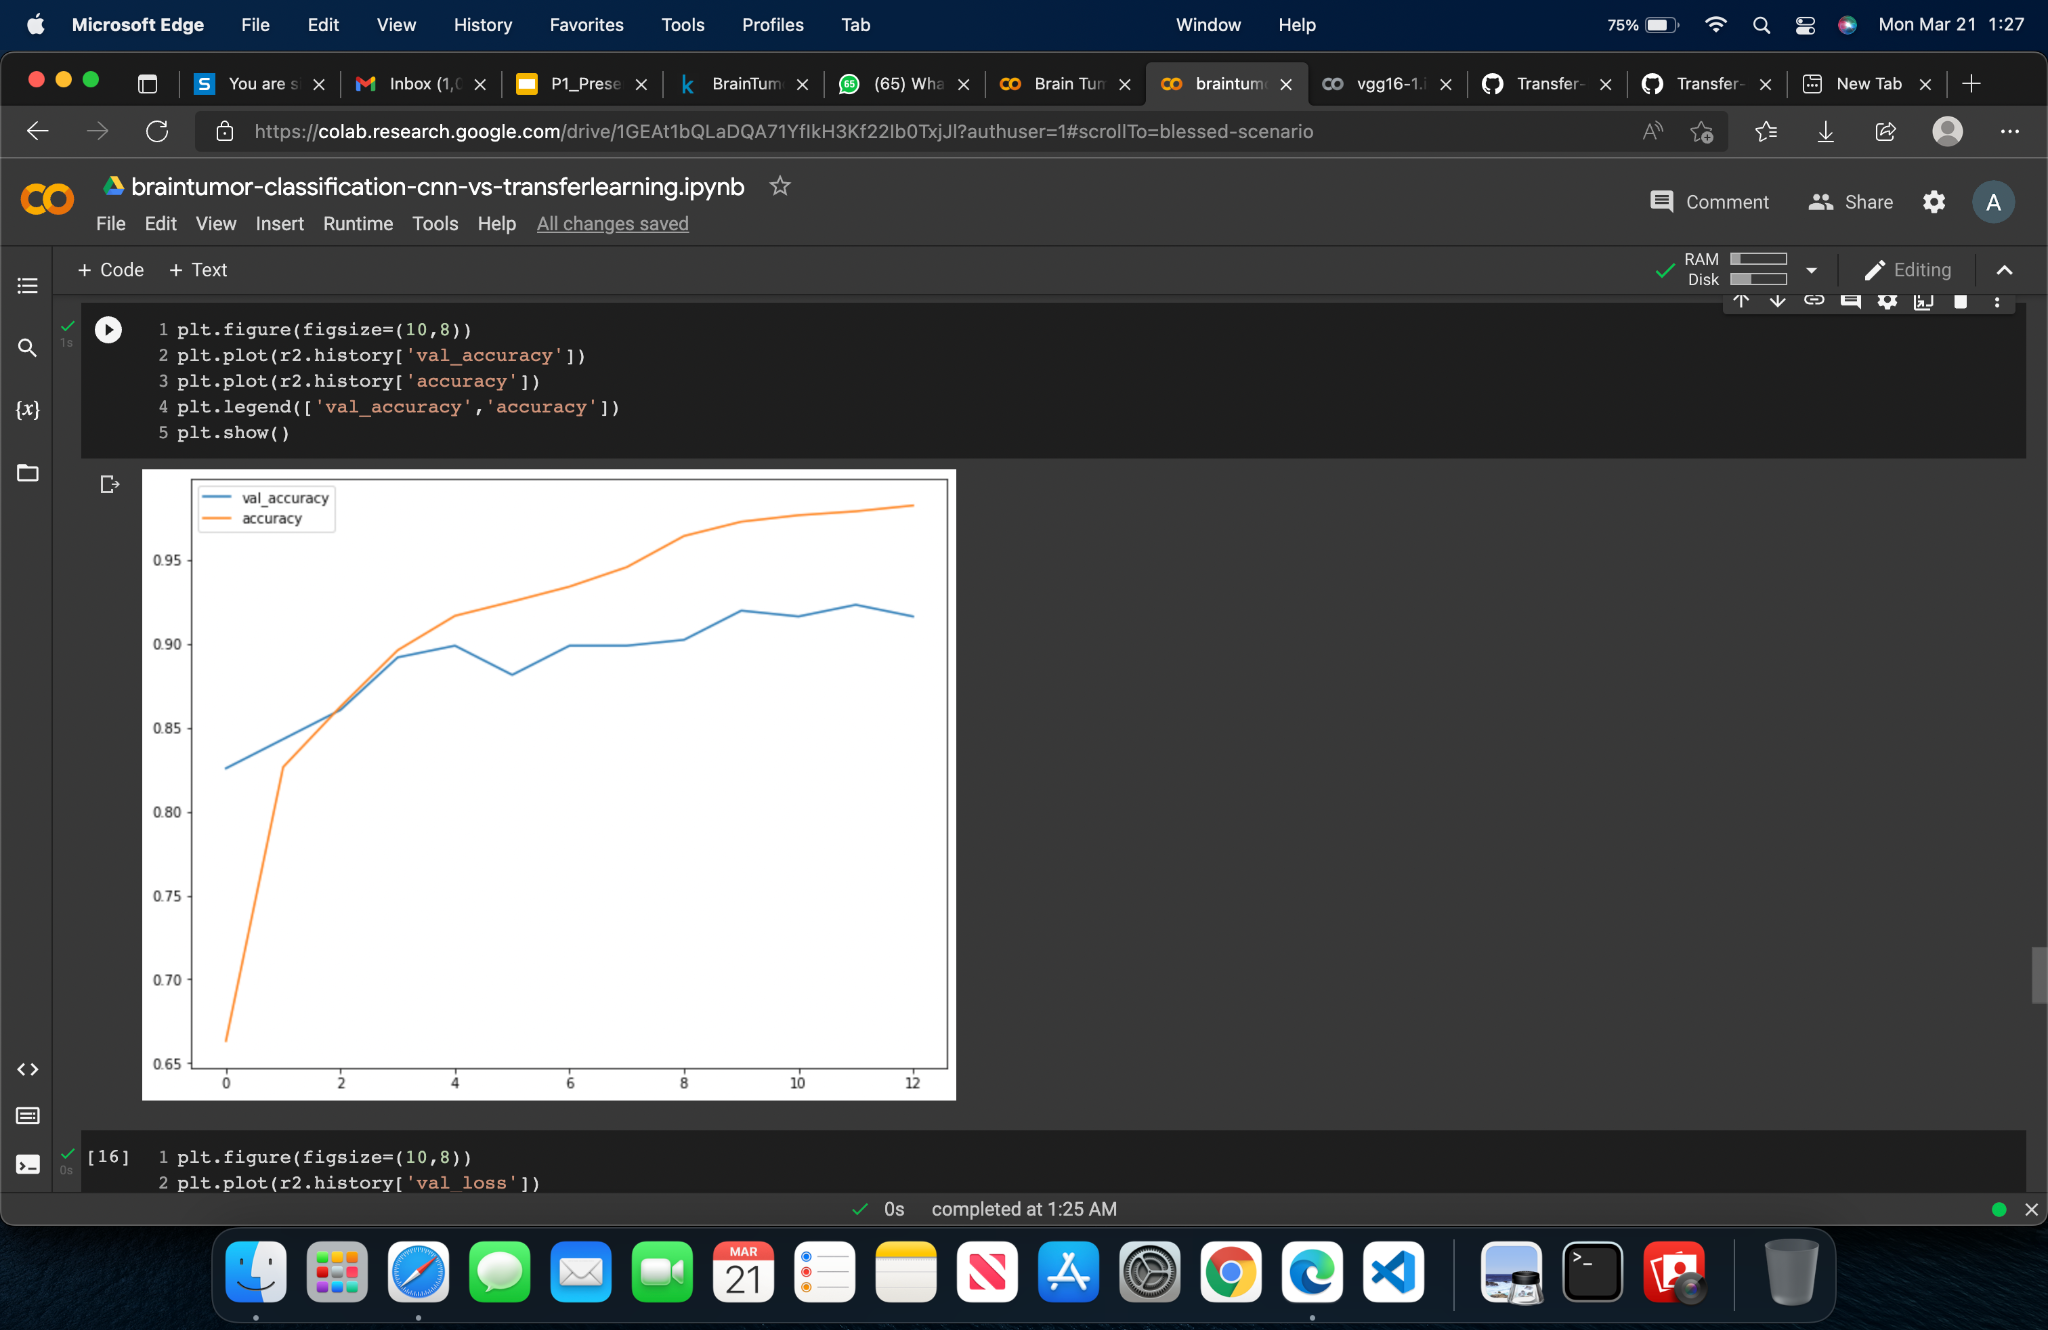 Microsoft Edge File Edit View History Favorites Tools Profiles Tab Window Help 75% Mon Mar 21 1:27
You are s Inbox (1,0 P1_Prese BrainTum (65) Wha Brain Tum braintum vgg16-1.i Transfer- Transfer- New Tab
https://colab.research.google.com/drive/1GEAt1bQLaDQA71YfIkH3Kf22Ib0TxjJl?authuser=1#scrollTo=blessed-scenario
braintumor-classification-cnn-vs-transferlearning.ipynb
Comment Share A
File Edit View Insert Runtime Tools Help All changes saved
+ Code + Text
RAM
Disk
Editing
1s
1 plt.figure(figsize=(10,8))
2 plt.plot(r2.history['val_accuracy'])
3 plt.plot(r2.history['accuracy'])
4 plt.legend(['val_accuracy','accuracy'])
5 plt.show()
val_accuracy
accuracy
0.95
0.90
0.85
0.80
0.75
0.70
0.65
0 2 4 6 8 10 12
[16]
0s
1 plt.figure(figsize=(10,8))
2 plt.plot(r2.history['val_loss'])
0s completed at 1:25 AM
MAR
21